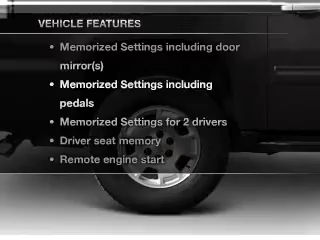 VEHICLE FEATURES
• Memorized Settings including door
mirror(s)
• Memorized Settings including
pedals
• Memorized Settings for 2 drivers
• Driver seat memory
• Remote engine start